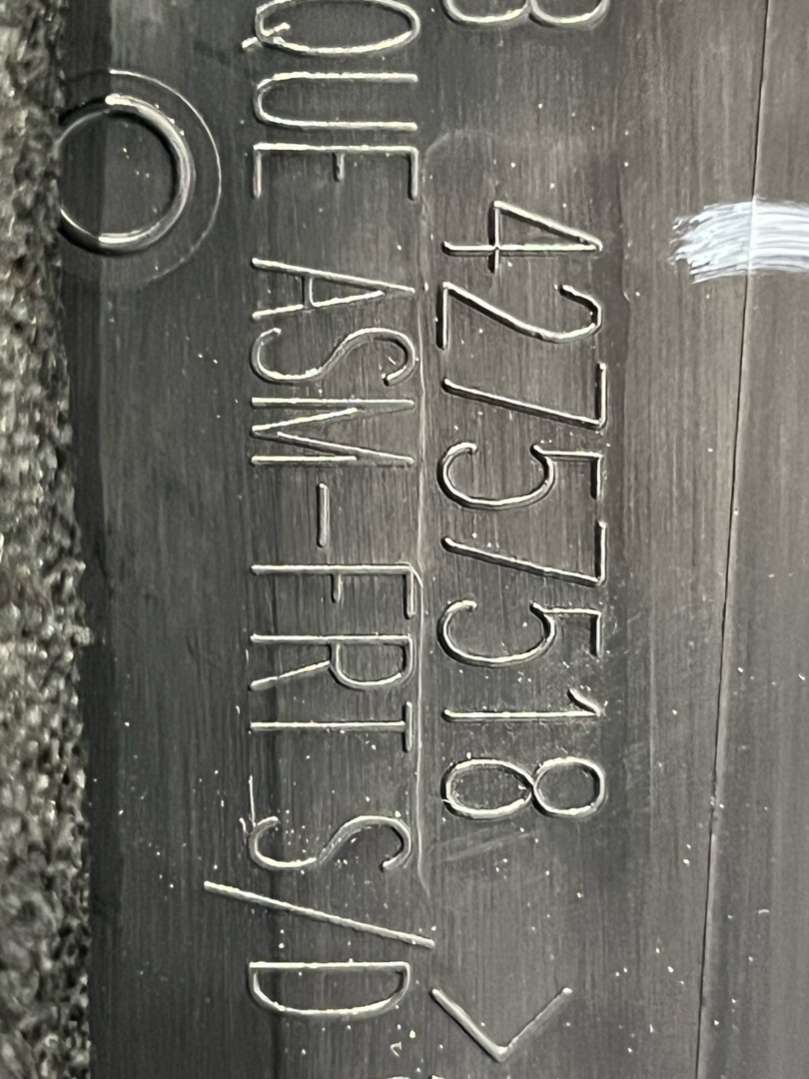 B 42757518 >
QUE ASM-FRT S/D